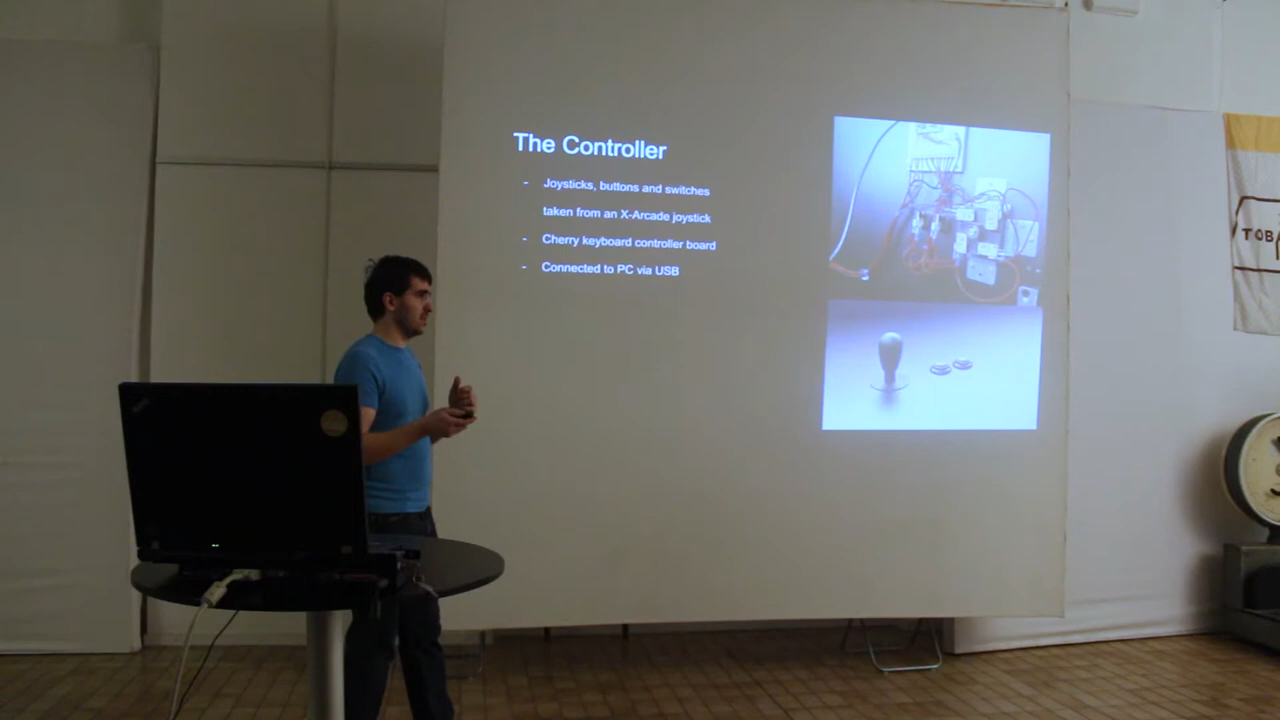 The Controller
- Joysticks, buttons and switches
taken from an X-Arcade joystick
- Cherry keyboard controller board
- Connected to PC via USB
TOBA